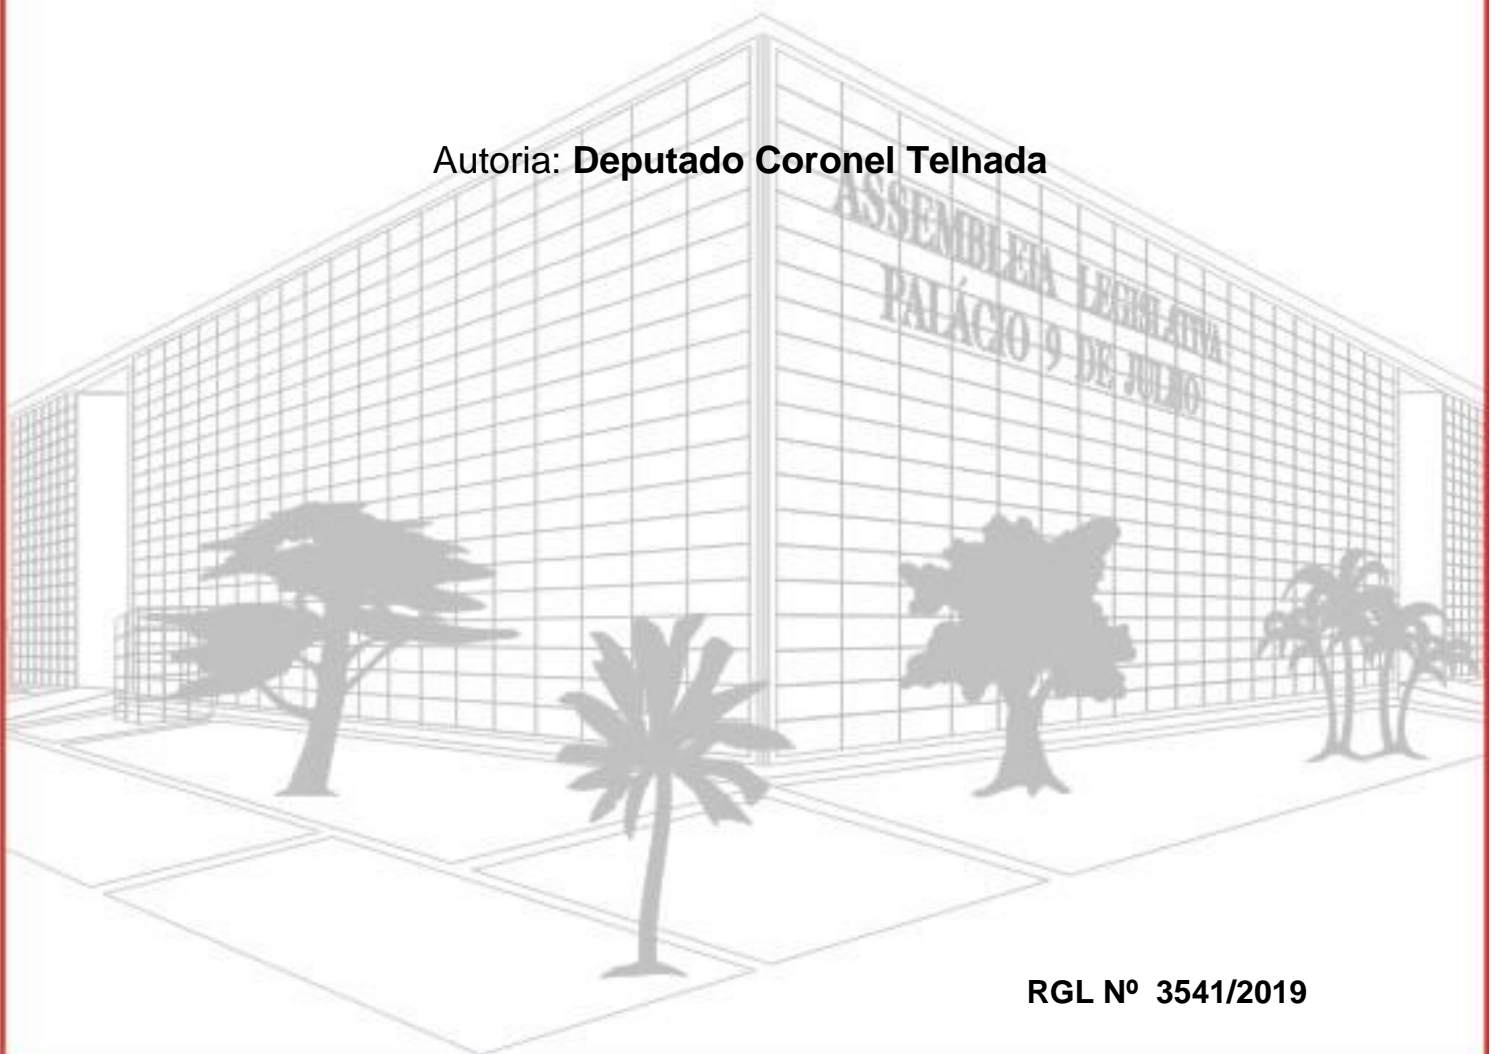 Autoria: Deputado Coronel Telhada
ASSEMBLEIA LEGISLATIVA
PALÁCIO 9 DE JULHO
RGL Nº 3541/2019